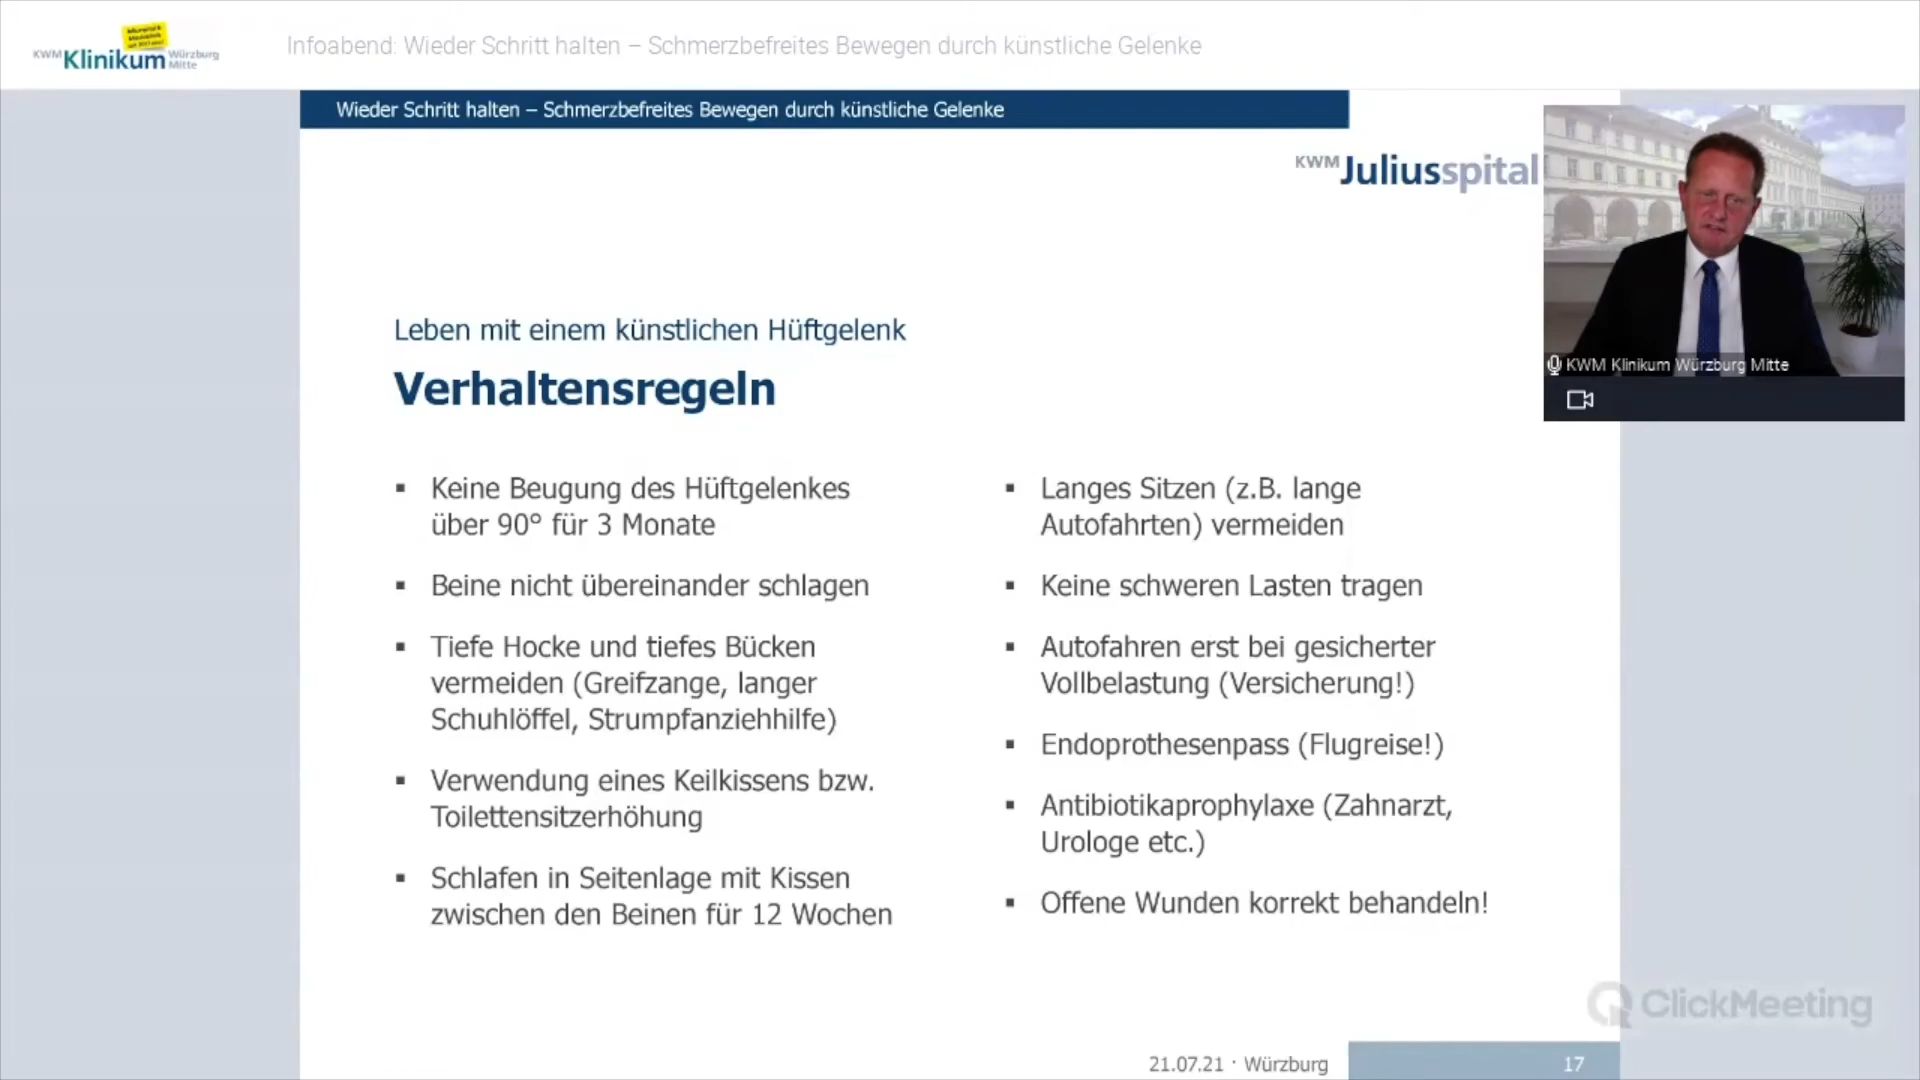 KWM Klinikum Würzburg Mitte
Infoabend: Wieder Schritt halten – Schmerzbefreites Bewegen durch künstliche Gelenke
Wieder Schritt halten – Schmerzbefreites Bewegen durch künstliche Gelenke
KWM Juliusspital
KWM Klinikum Würzburg Mitte
Leben mit einem künstlichen Hüftgelenk
Verhaltensregeln
▪ Keine Beugung des Hüftgelenkes
über 90° für 3 Monate
▪ Beine nicht übereinander schlagen
▪ Tiefe Hocke und tiefes Bücken
vermeiden (Greifzange, langer
Schuhlöffel, Strumpfanziehhilfe)
▪ Verwendung eines Keilkissens bzw.
Toilettensitzerhöhung
▪ Schlafen in Seitenlage mit Kissen
zwischen den Beinen für 12 Wochen
▪ Langes Sitzen (z.B. lange
Autofahrten) vermeiden
▪ Keine schweren Lasten tragen
▪ Autofahren erst bei gesicherter
Vollbelastung (Versicherung!)
▪ Endoprothesenpass (Flugreise!)
▪ Antibiotikaprophylaxe (Zahnarzt,
Urologe etc.)
▪ Offene Wunden korrekt behandeln!
ClickMeeting
21.07.21 · Würzburg
17